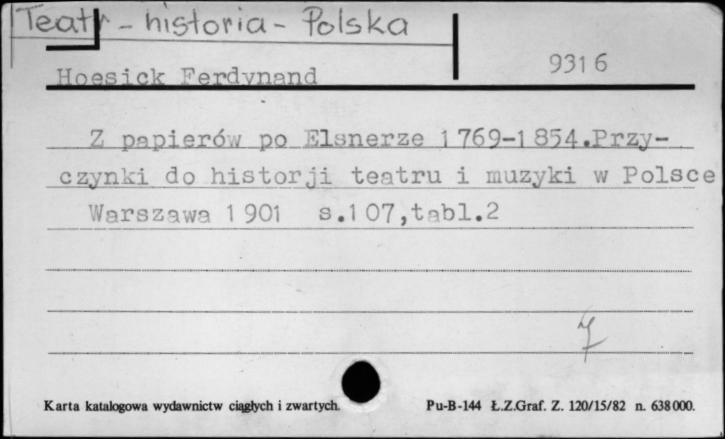 Teatr - historia - Polska
9316
Hoesick Ferdynand
Z papierów po Elsnerze 1769-1854.Przy-
czynki do historji teatru i muzyki w Polsce
Warszawa 1901 s.107,tabl.2
Karta katalogowa wydawnictw ciągłych i zwartych.
Pu-B-144 Ł.Z.Graf. Z. 120/15/82 n. 638000.